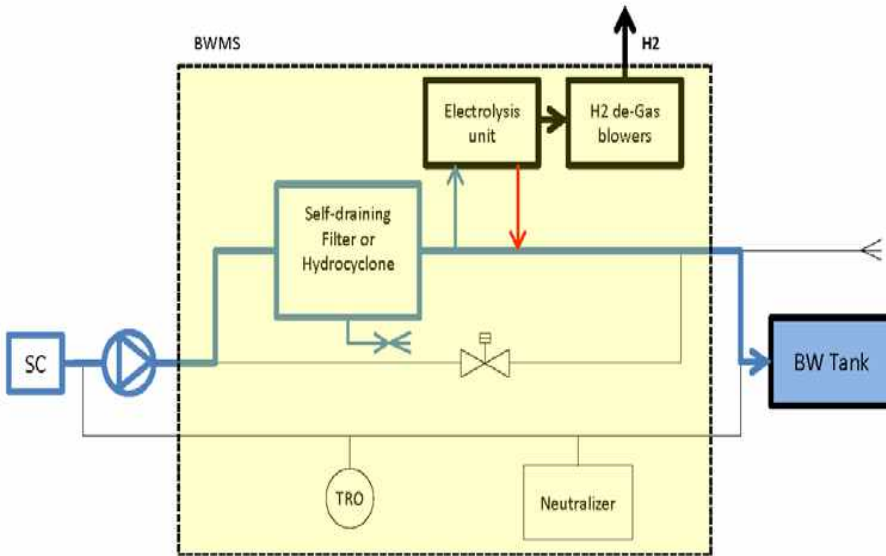 BWMS
H2
Electrolysis
unit
H2 de-Gas
blowers
Self-draining
Filter or
Hydrocyclone
SC
BW Tank
TRO
Neutralizer